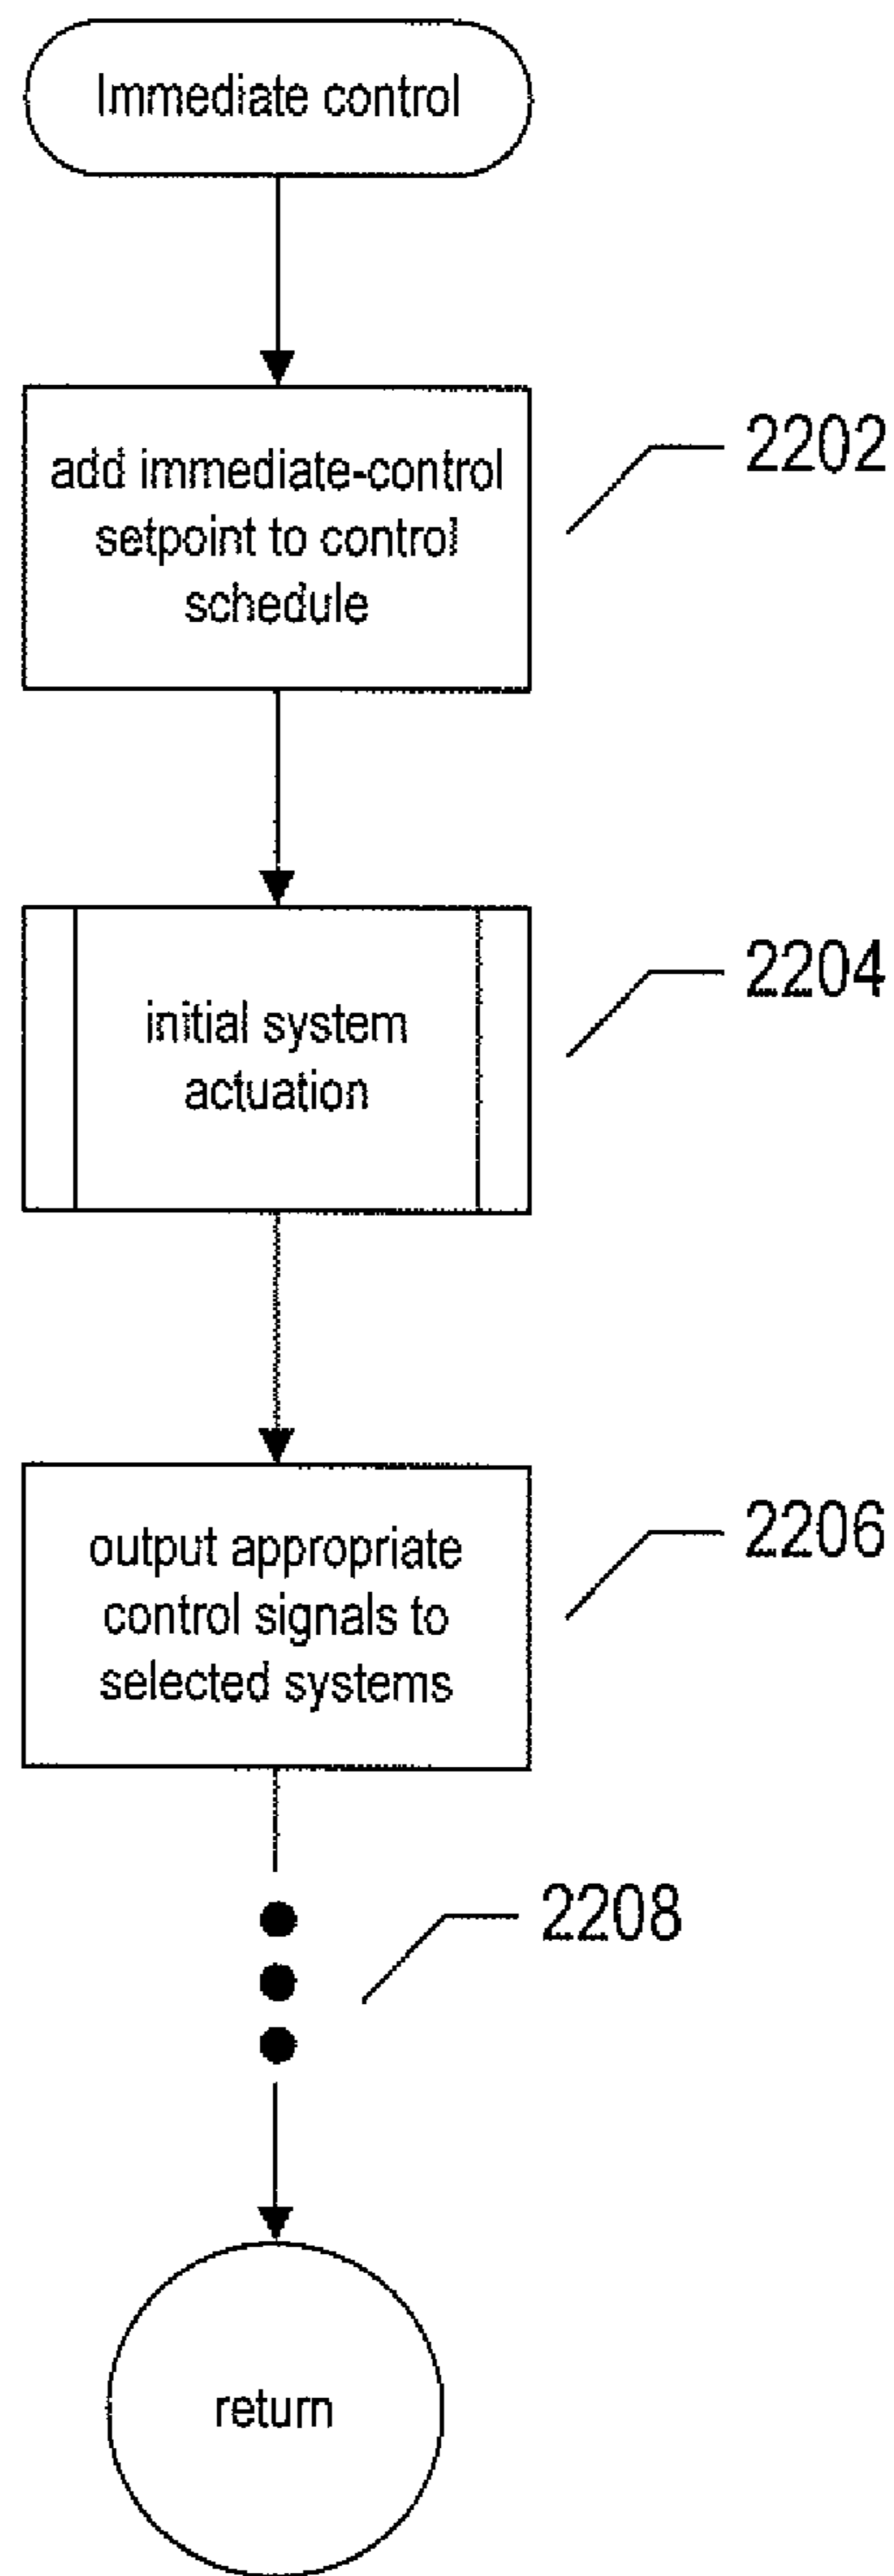 Immediate control
add immediate-control
setpoint to control
schedule
2202
initial system
actuation
2204
output appropriate
control signals to
selected systems
2206
2208
return